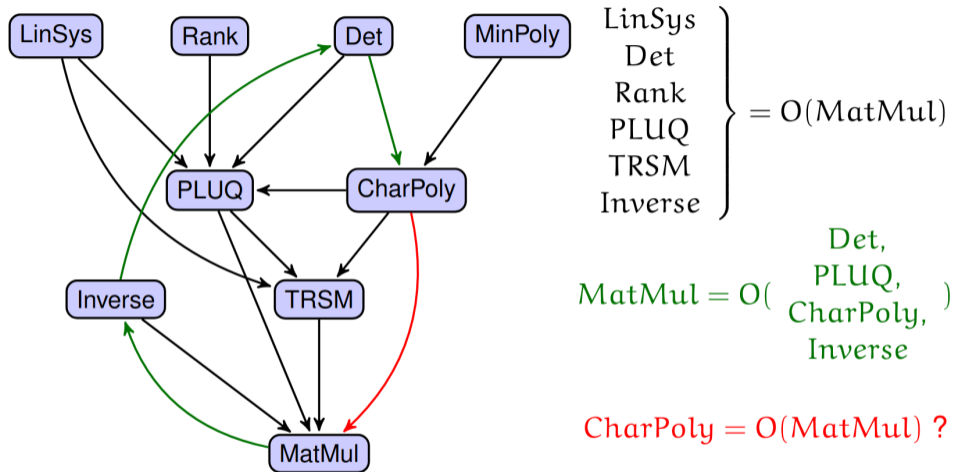 LinSys
Rank
Det
MinPoly
PLUQ
CharPoly
Inverse
TRSM
MatMul
LinSys
Det
Rank
PLUQ
TRSM
Inverse
} = O(MatMul)
MatMul = O( Det,
PLUQ,
CharPoly,
Inverse )
CharPoly = O(MatMul) ?